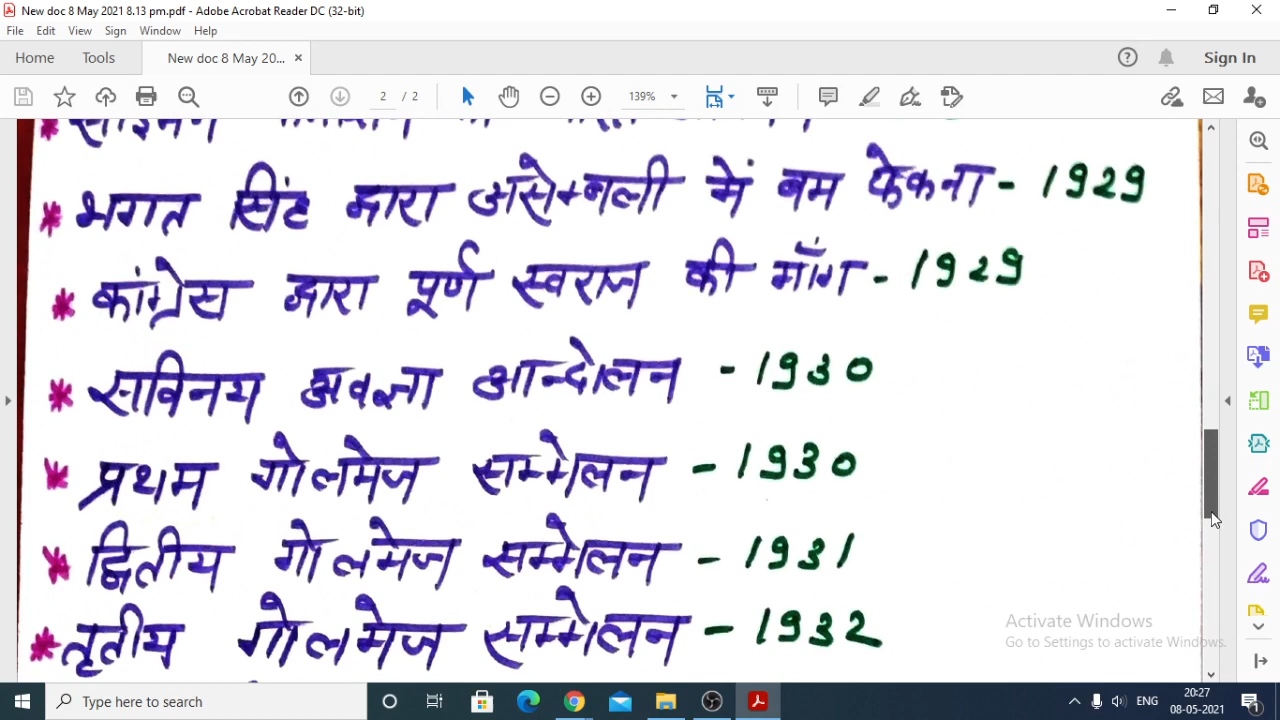 New doc 8 May 2021 8.13 pm.pdf - Adobe Acrobat Reader DC (32-bit)
File Edit View Sign Window Help
Home Tools New doc 8 May 20... × Sign In
2 / 2 139%
* भगत सिंह द्वारा असेम्बली में बम फेकना - 1929
* कांग्रेस द्वारा पूर्ण स्वराज की माँग - 1929
* सविनय अवज्ञा आन्दोलन - 1930
* प्रथम गोलमेज सम्मेलन - 1930
* द्वितीय गोलमेज सम्मेलन - 1931
* तृतीय गोलमेज सम्मेलन - 1932
Activate Windows
Go to Settings to activate Windows.
Type here to search
ENG
20:27
08-05-2021